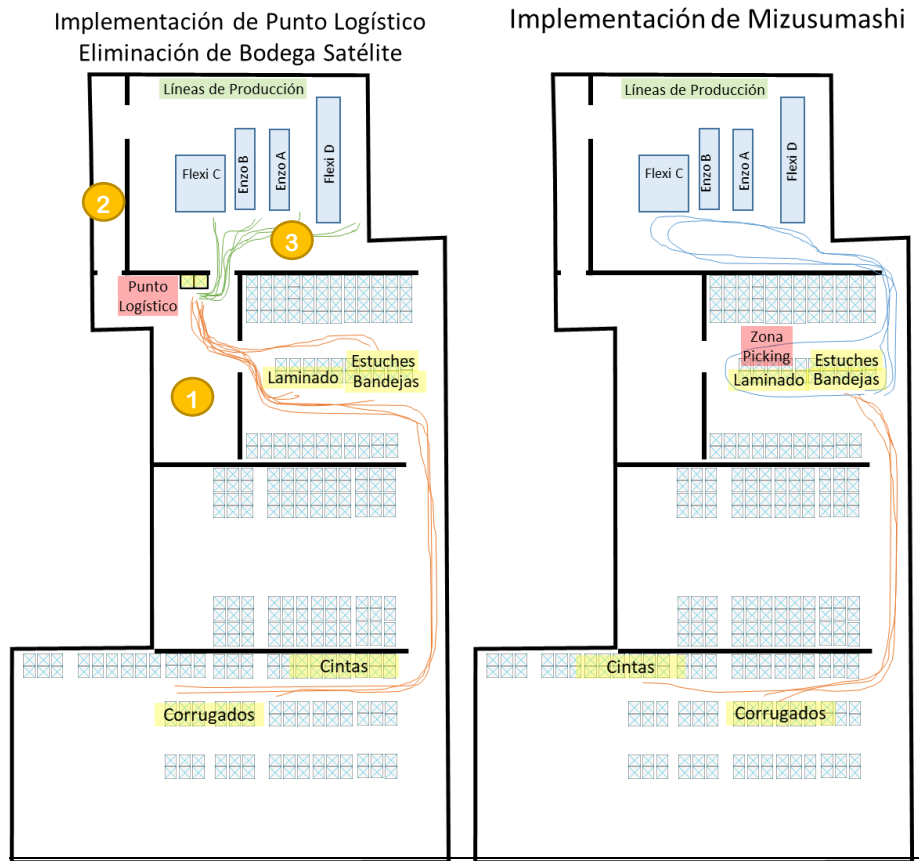 Implementación de Punto Logístico
Eliminación de Bodega Satélite
Líneas de Producción
Flexi C
Enzo B
Enzo A
Flexi D
2
3
Punto
Logístico
1
Estuches
Laminado
Bandejas
Cintas
Corrugados
Implementación de Mizusumashi
Líneas de Producción
Flexi C
Enzo B
Enzo A
Flexi D
Zona
Picking
Estuches
Laminado
Bandejas
Cintas
Corrugados